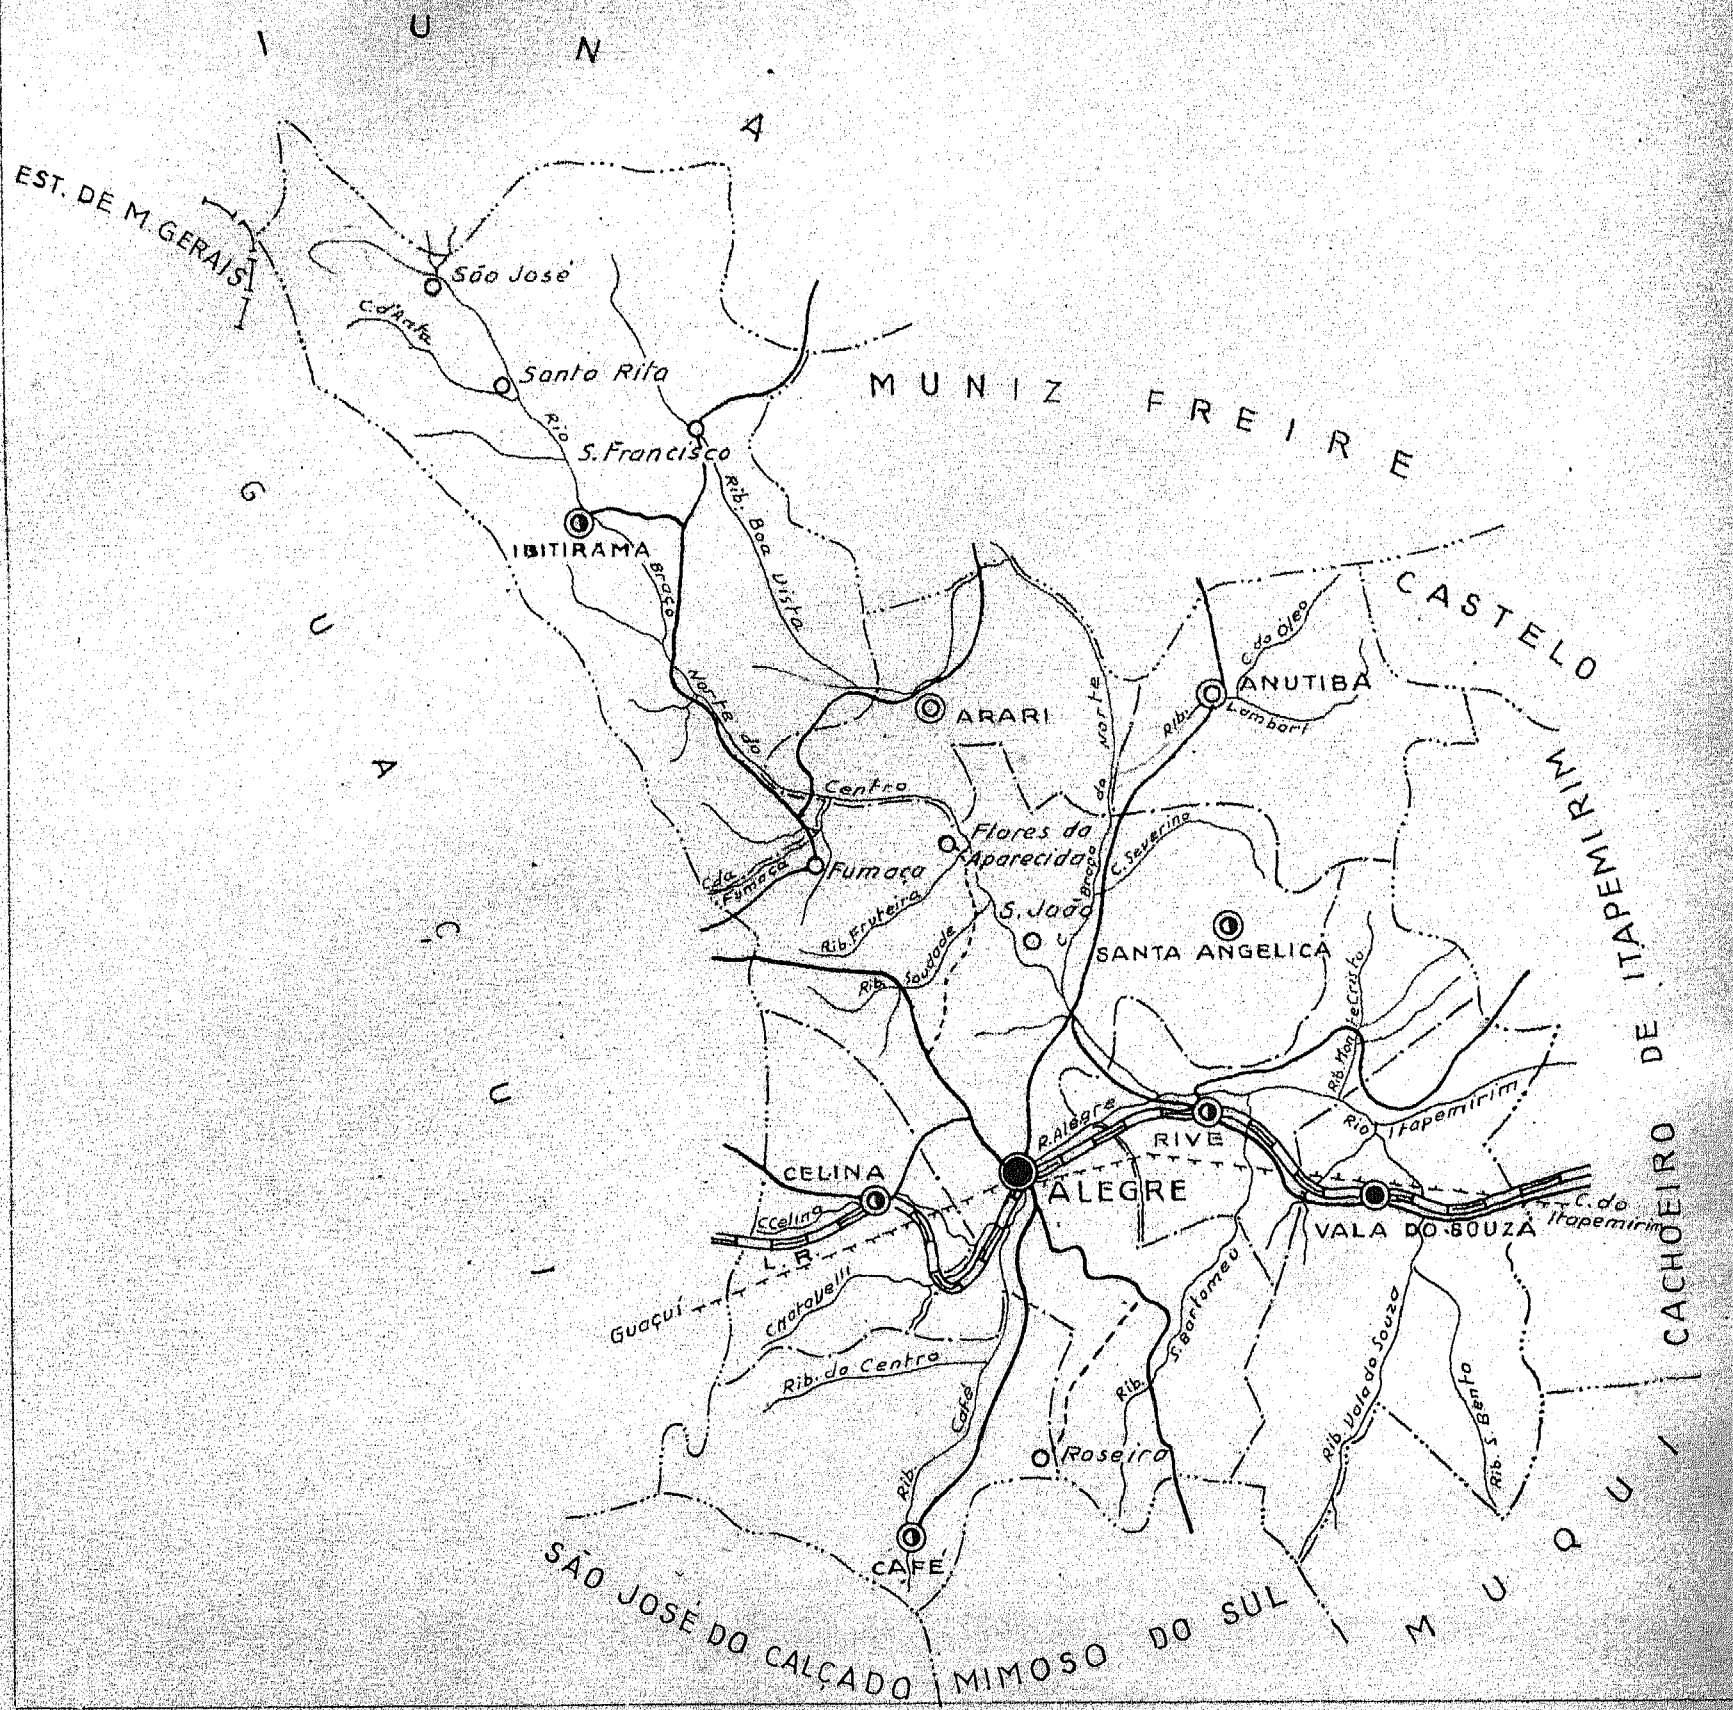 IUNA
EST. DE M. GERAIS
São José
C. d'Anta
Santa Rita
MUNIZ FREIRE
Rio
S. Francisco
Rib. Boa Vista
GUAÇUI
IBITIRAMA
Braço
CASTELO
C. do Óleo
Norte do
ANUTIBA
ARARI
Norte
Rib.
Lambari
Centro
do
Flores da
Aparecida
Braço
C. Severino
C. da
Fumaça
Fumaça
Rib. Fruteira
S. João
C.
SANTA ANGELICA
Rib. Saudade
Rib. Monte Cristo
CACHOEIRO DE ITAPEMIRIM
R. Alegre
RIVE
Rio Itapemirim
CELINA
ALEGRE
C. Celina
L. R.
VALA DO SOUZA
C. do
Itapemirim
Guaçuí
Rib. do Centro
S. Bartomeu
Rib.
Rib. Vala do Souza
Rib. S. Bento
Café
Rib.
Roseira
CAFÉ
SÃO JOSÉ DO CALÇADO
MIMOSO DO SUL
MUQUI